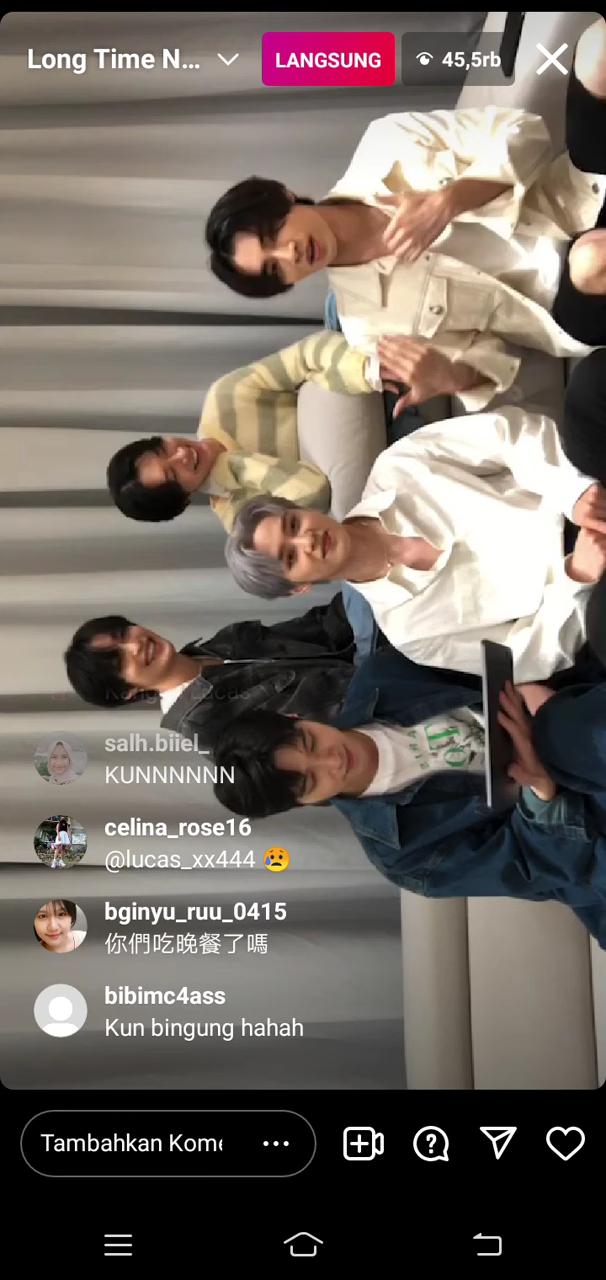 Long Time N...
LANGSUNG
45,5rb
salh.biiel_
KUNNNNNN
celina_rose16
@lucas_xx444 😥
bginyu_ruu_0415
你們吃晚餐了嗎
bibimc4ass
Kun bingung hahah
Tambahkan Kome